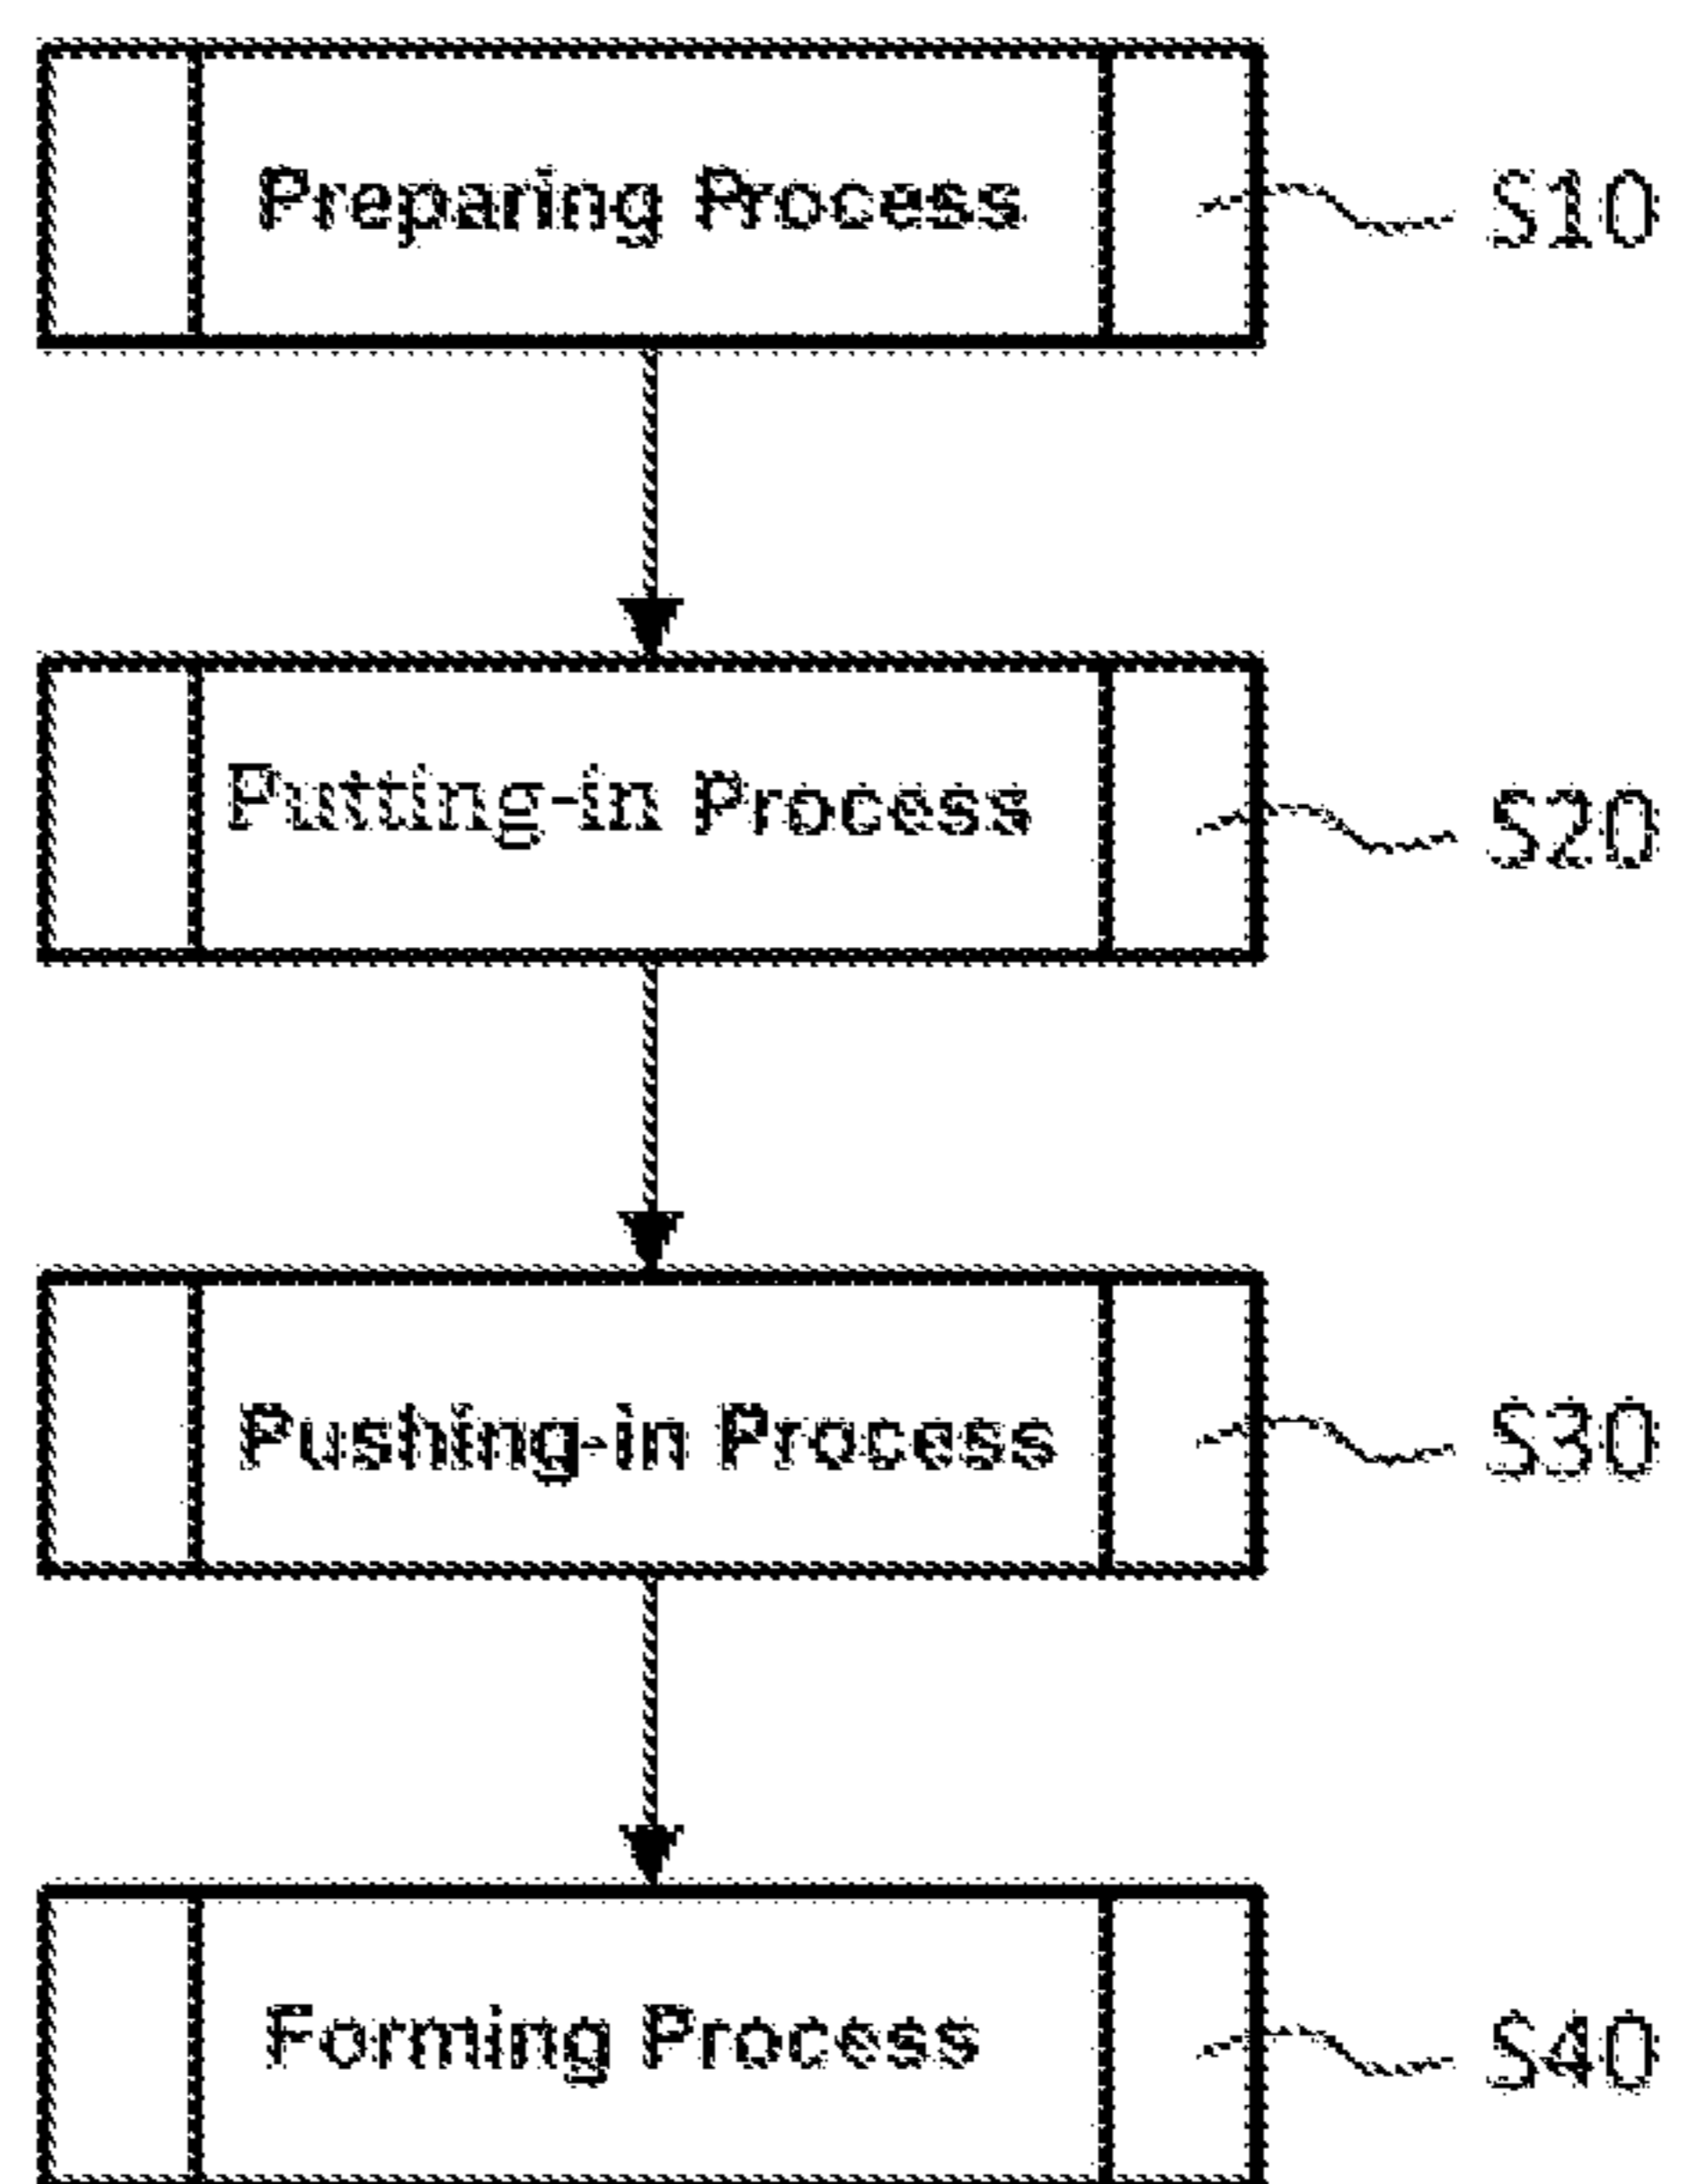 Preparing Process S10
Putting-in Process S20
Pushing-in Process S30
Forming Process S40